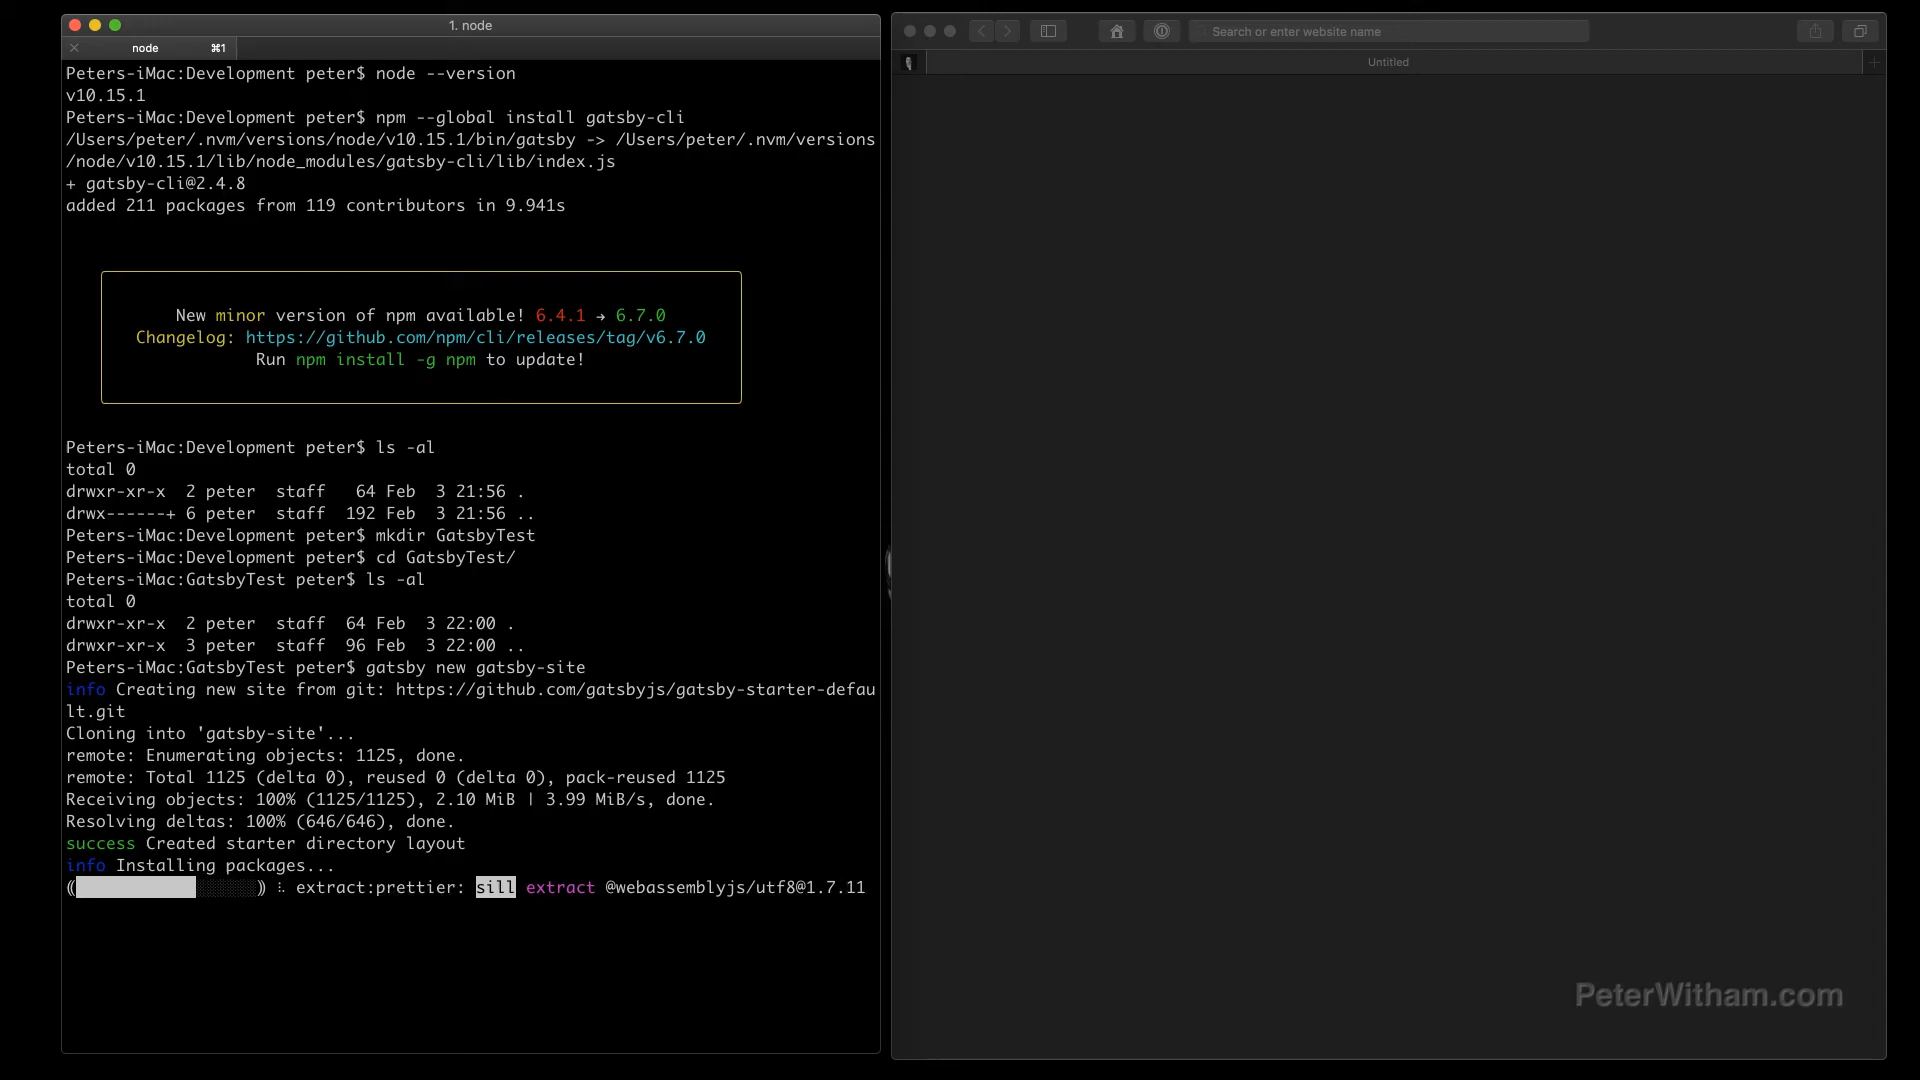 1. node
node ⌘1
Peters-iMac:Development peter$ node --version
v10.15.1
Peters-iMac:Development peter$ npm --global install gatsby-cli
/Users/peter/.nvm/versions/node/v10.15.1/bin/gatsby -> /Users/peter/.nvm/versions
/node/v10.15.1/lib/node_modules/gatsby-cli/lib/index.js
+ gatsby-cli@2.4.8
added 211 packages from 119 contributors in 9.941s
New minor version of npm available! 6.4.1 → 6.7.0
Changelog: https://github.com/npm/cli/releases/tag/v6.7.0
Run npm install -g npm to update!
Peters-iMac:Development peter$ ls -al
total 0
drwxr-xr-x  2 peter  staff   64 Feb  3 21:56 .
drwx------+ 6 peter  staff  192 Feb  3 21:56 ..
Peters-iMac:Development peter$ mkdir GatsbyTest
Peters-iMac:Development peter$ cd GatsbyTest/
Peters-iMac:GatsbyTest peter$ ls -al
total 0
drwxr-xr-x  2 peter  staff  64 Feb  3 22:00 .
drwxr-xr-x  3 peter  staff  96 Feb  3 22:00 ..
Peters-iMac:GatsbyTest peter$ gatsby new gatsby-site
info Creating new site from git: https://github.com/gatsbyjs/gatsby-starter-defau
lt.git
Cloning into 'gatsby-site'...
remote: Enumerating objects: 1125, done.
remote: Total 1125 (delta 0), reused 0 (delta 0), pack-reused 1125
Receiving objects: 100% (1125/1125), 2.10 MiB | 3.99 MiB/s, done.
Resolving deltas: 100% (646/646), done.
success Created starter directory layout
info Installing packages...
extract:prettier: sill extract @webassemblyjs/utf8@1.7.11
Search or enter website name
Untitled
PeterWitham.com